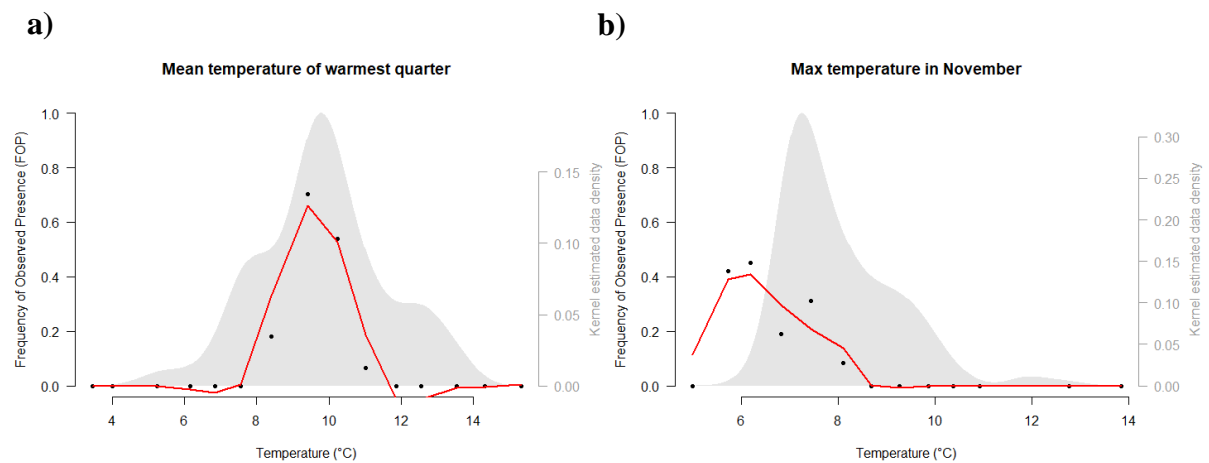 a)
Mean temperature of warmest quarter
Frequency of Observed Presence (FOP)
1.0
0.8
0.6
0.4
0.2
0.0
4 6 8 10 12 14
Temperature (°C)
0.15
0.10
0.05
0.00
Kernel estimated data density
b)
Max temperature in November
Frequency of Observed Presence (FOP)
1.0
0.8
0.6
0.4
0.2
0.0
6 8 10 12 14
Temperature (°C)
0.30
0.25
0.20
0.15
0.10
0.05
0.00
Kernel estimated data density